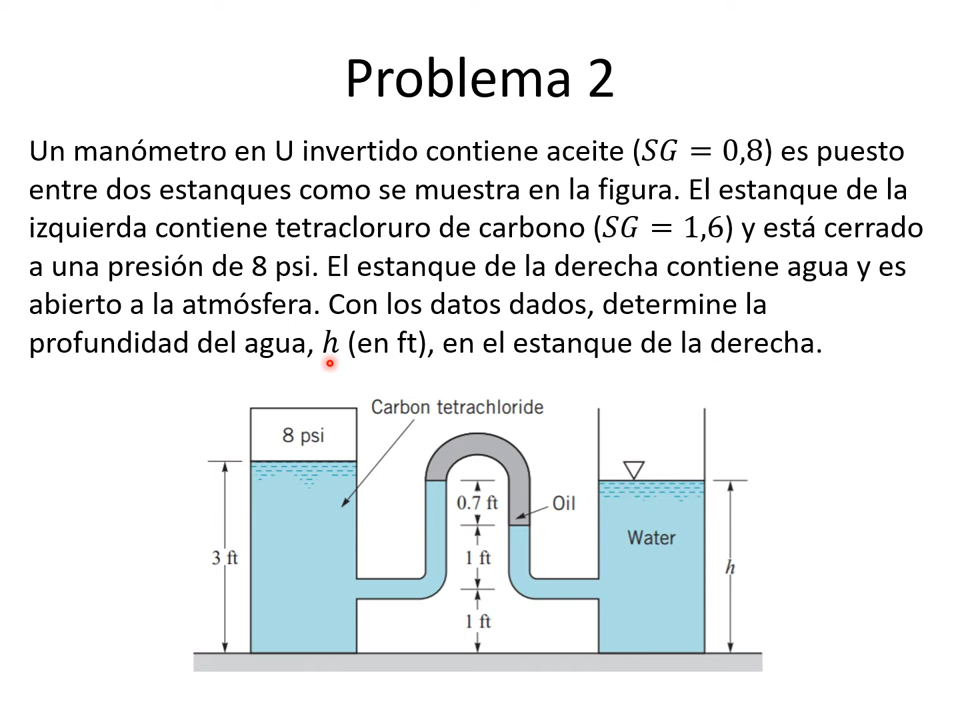 Problema 2
Un manómetro en U invertido contiene aceite (SG = 0,8) es puesto
entre dos estanques como se muestra en la figura. El estanque de la
izquierda contiene tetracloruro de carbono (SG = 1,6) y está cerrado
a una presión de 8 psi. El estanque de la derecha contiene agua y es
abierto a la atmósfera. Con los datos dados, determine la
profundidad del agua, h (en ft), en el estanque de la derecha.
Carbon tetrachloride
8 psi
0.7 ft
Oil
Water
3 ft
1 ft
h
1 ft